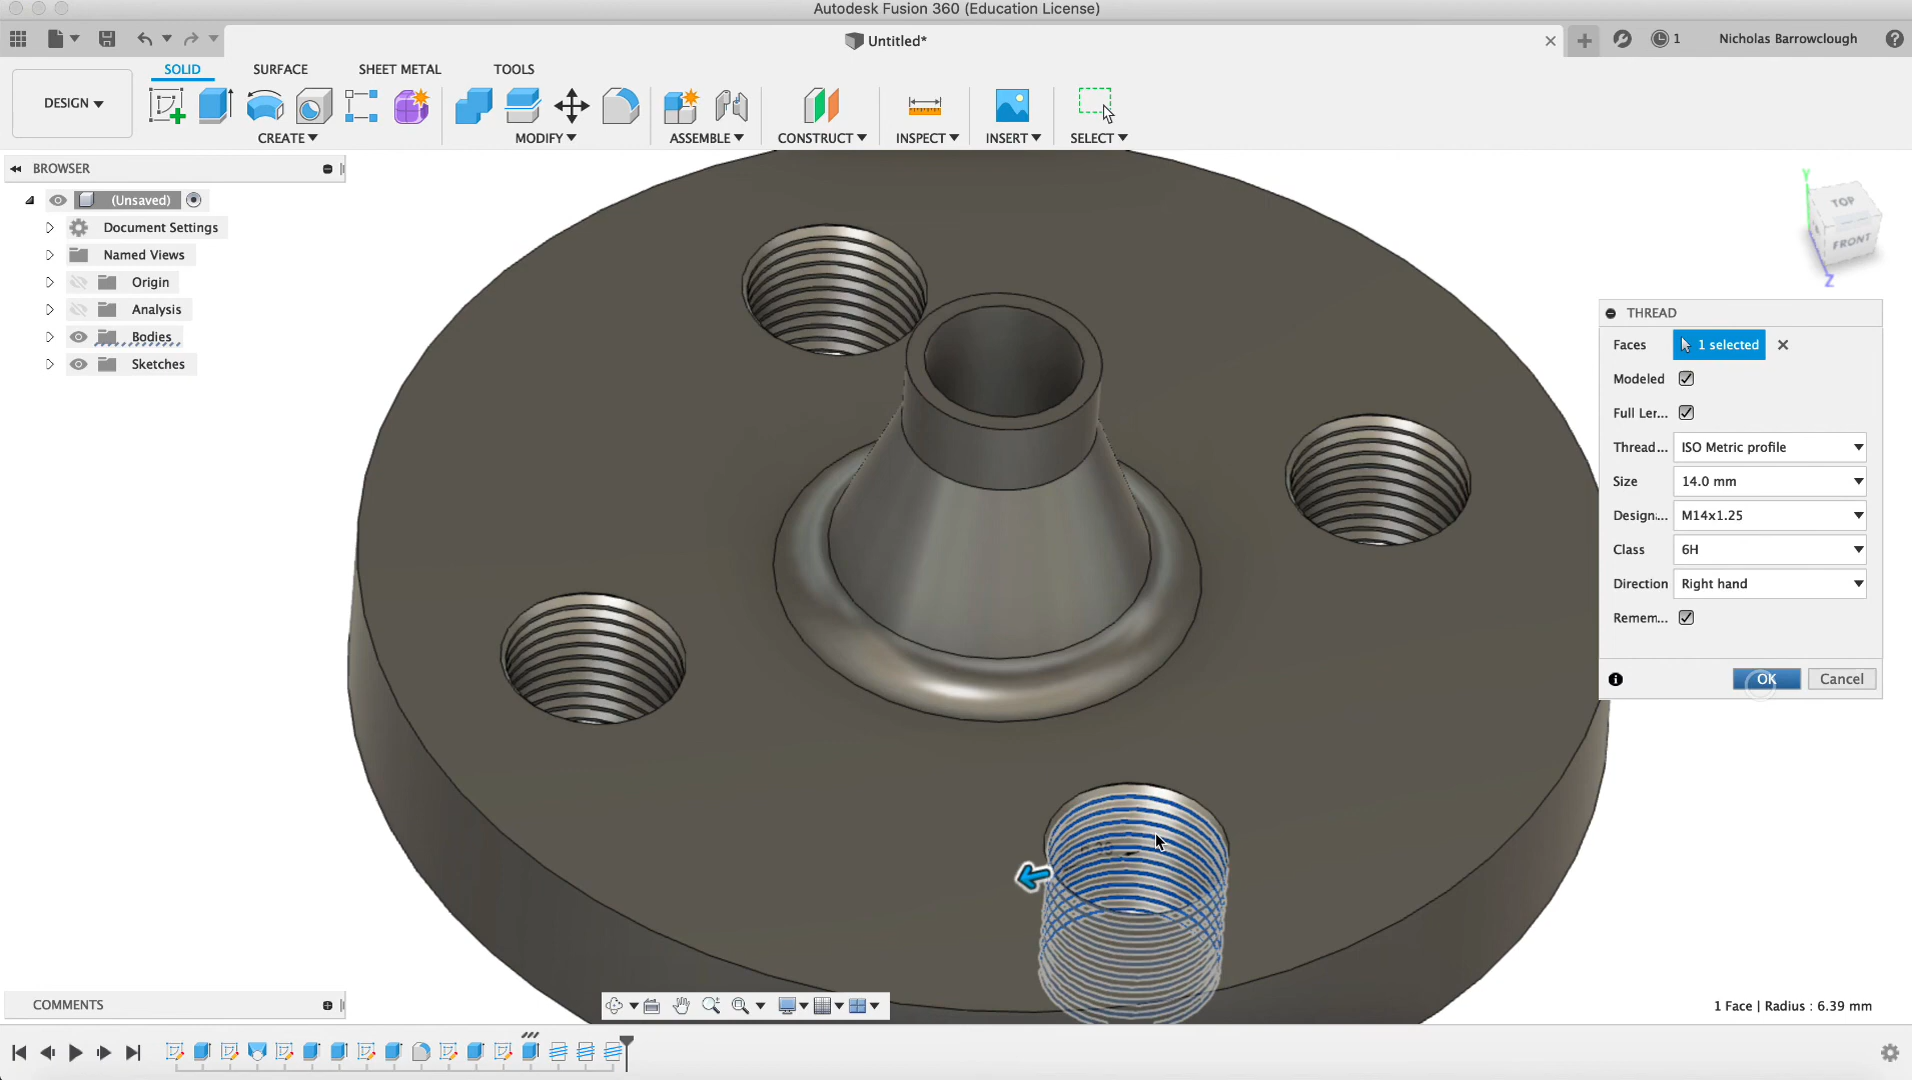 Autodesk Fusion 360 (Education License)
Untitled*
1
Nicholas Barrowclough
DESIGN
SOLID
SURFACE
SHEET METAL
TOOLS
CREATE
MODIFY
ASSEMBLE
CONSTRUCT
INSPECT
INSERT
SELECT
BROWSER
(Unsaved)
Document Settings
Named Views
Origin
Analysis
Bodies
Sketches
Y
TOP
FRONT
Z
THREAD
Faces
1 selected
Modeled
Full Ler...
Thread...
ISO Metric profile
Size
14.0 mm
Design...
M14x1.25
Class
6H
Direction
Right hand
Remem...
OK
Cancel
COMMENTS
1 Face | Radius : 6.39 mm